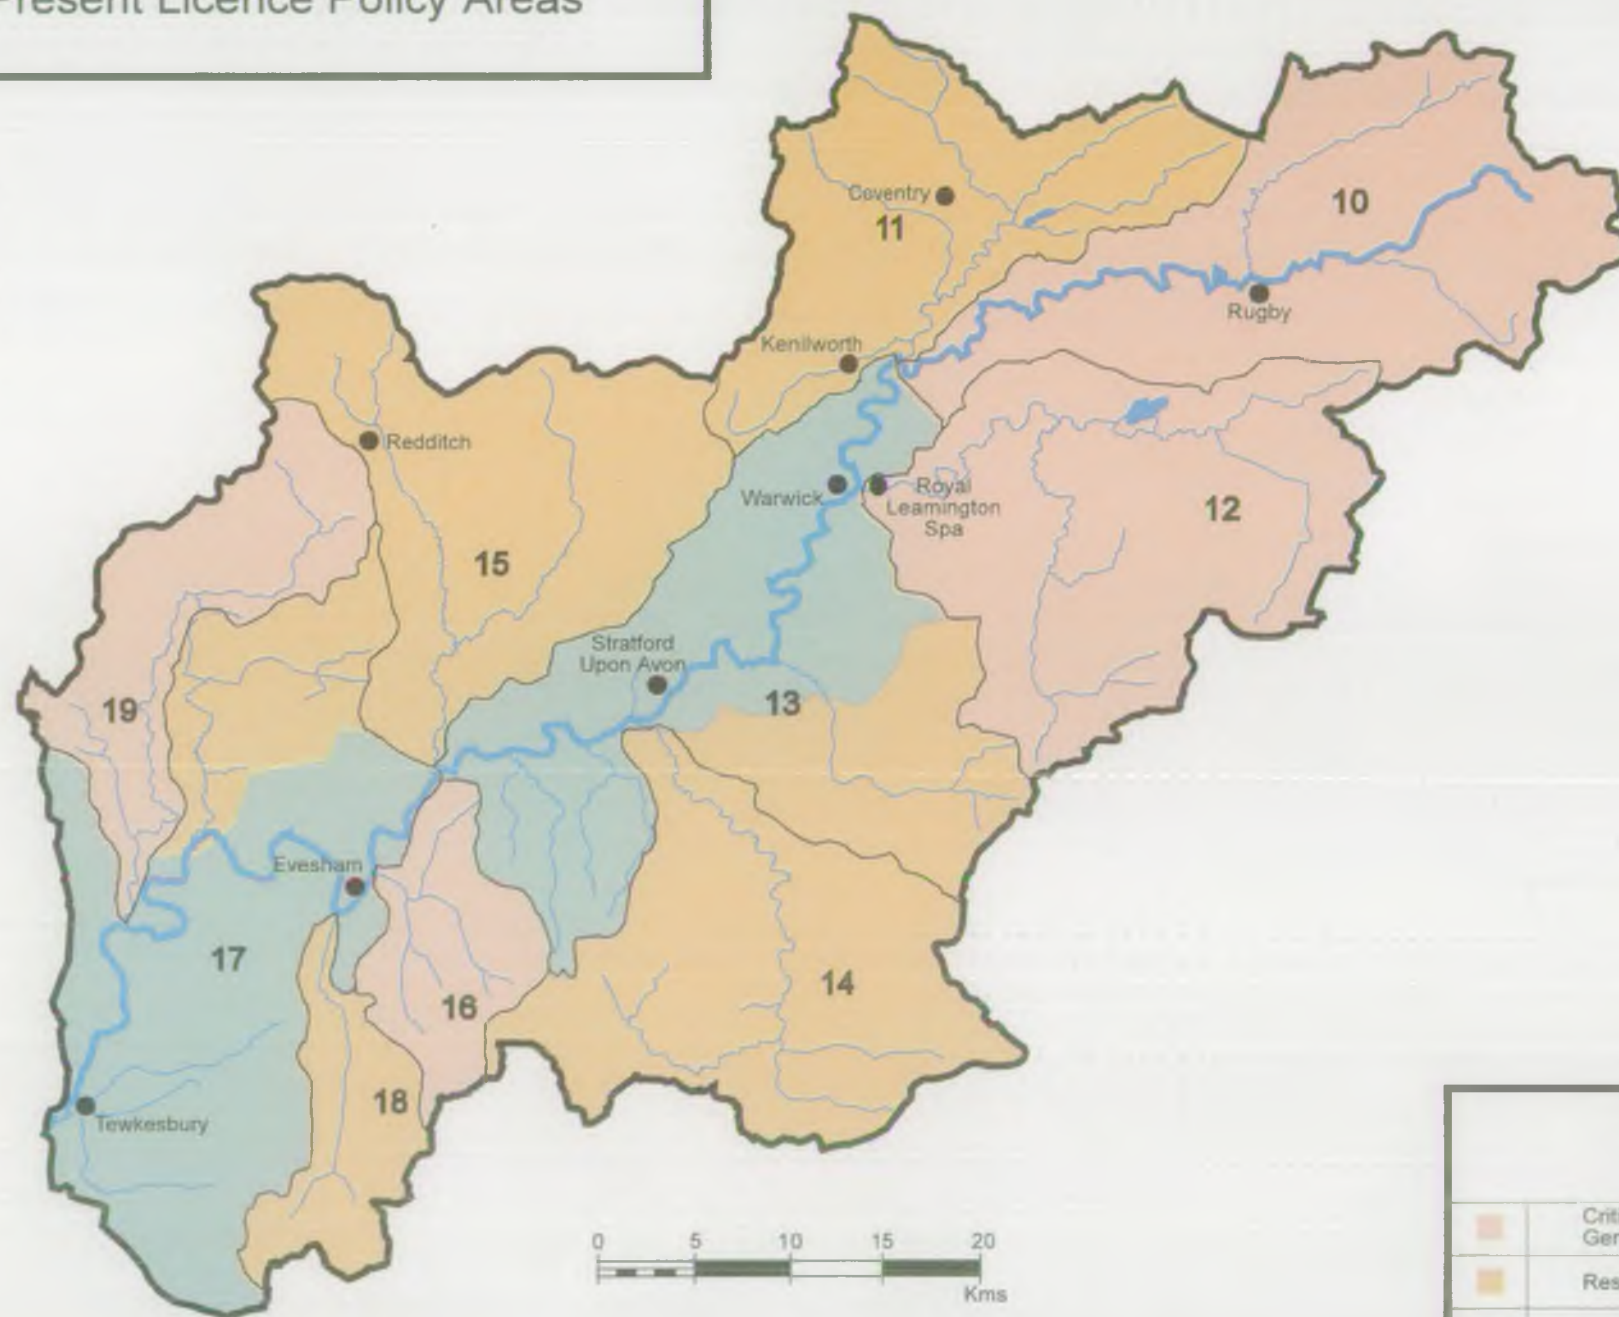 Present Licence Policy Areas
Coventry
11
10
Rugby
Kenilworth
Redditch
Warwick
Royal
Leamington
Spa
12
15
Stratford
Upon Avon
13
19
Evesham
17
16
14
18
Tewkesbury
0 5 10 15 20
Kms